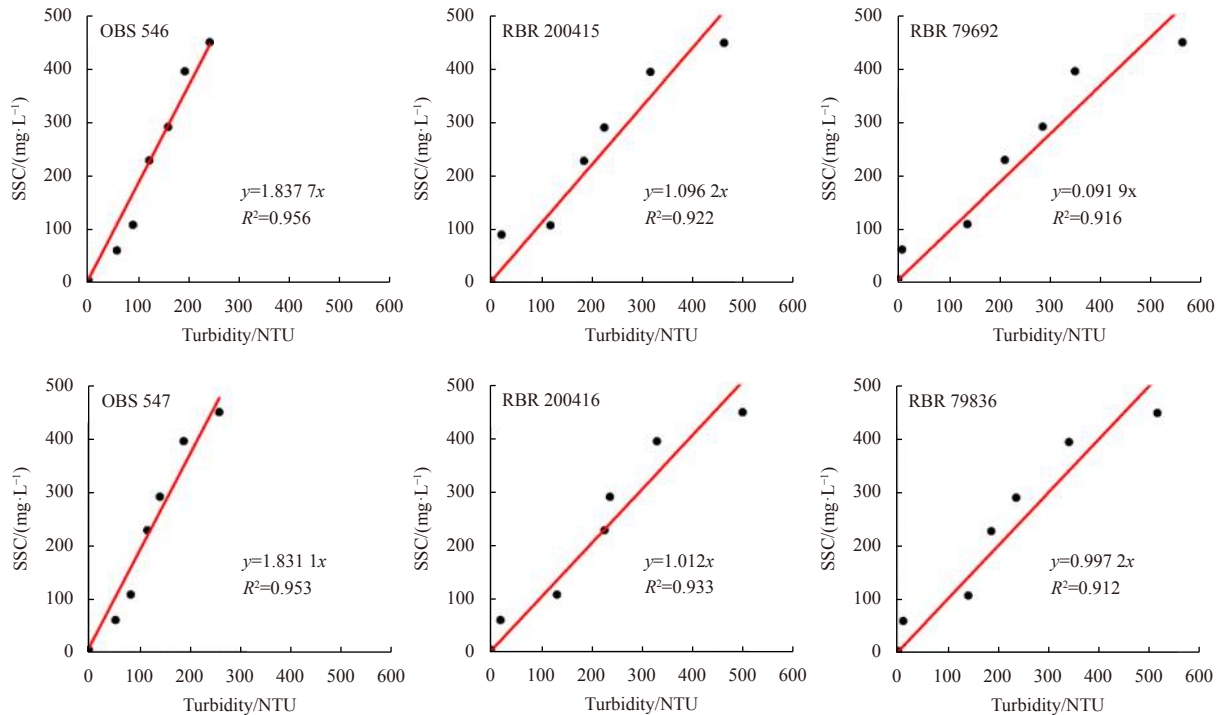 OBS 546
SSC/(mg·L⁻¹)
500
400
300
200
100
0
y=1.837 7x
R²=0.956
0 100 200 300 400 500 600
Turbidity/NTU
RBR 200415
SSC/(mg·L⁻¹)
500
400
300
200
100
0
y=1.096 2x
R²=0.922
0 100 200 300 400 500 600
Turbidity/NTU
RBR 79692
SSC/(mg·L⁻¹)
500
400
300
200
100
0
y=0.091 9x
R²=0.916
0 100 200 300 400 500 600
Turbidity/NTU
OBS 547
SSC/(mg·L⁻¹)
500
400
300
200
100
0
y=1.831 1x
R²=0.953
0 100 200 300 400 500 600
Turbidity/NTU
RBR 200416
SSC/(mg·L⁻¹)
500
400
300
200
100
0
y=1.012x
R²=0.933
0 100 200 300 400 500 600
Turbidity/NTU
RBR 79836
SSC/(mg·L⁻¹)
500
400
300
200
100
0
y=0.997 2x
R²=0.912
0 100 200 300 400 500 600
Turbidity/NTU